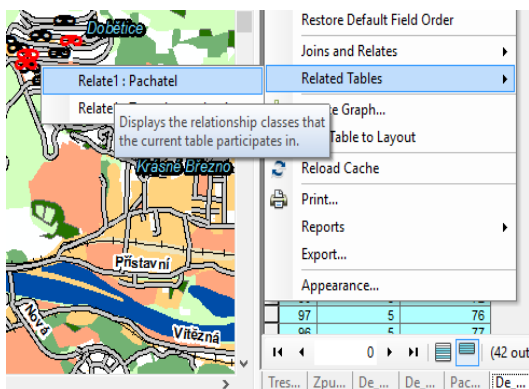 Dobětice
Restore Default Field Order
Joins and Relates
Related Tables
Relate1 : Pachatel
Displays the relationship classes that
the current table participates in.
Graph...
Table to Layout
Reload Cache
Print...
Reports
Export...
Appearance...
Krásné Březno
Přístavní
Nová
Vítězná
97 5 76
96 5 77
0
(42 out
Tres... Zpu... De_... De_... Pac... De_...